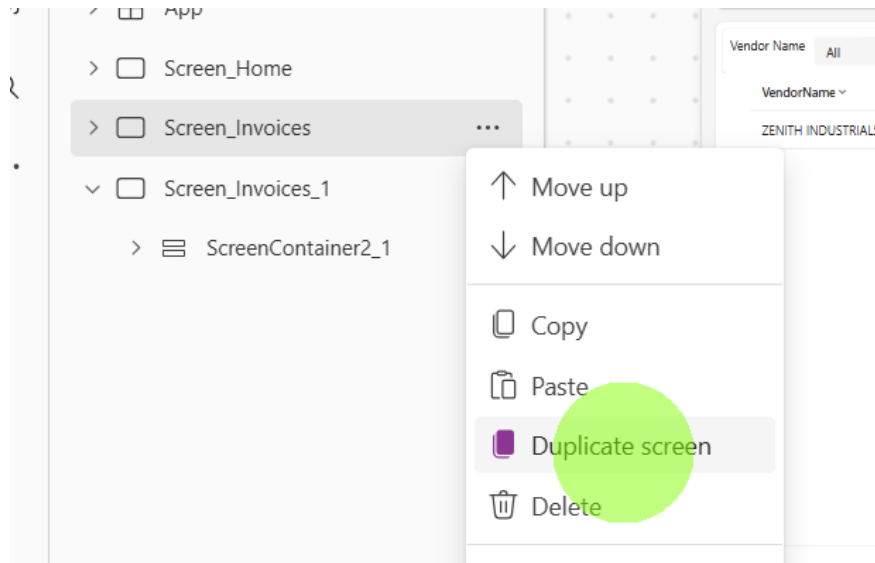 App
Screen_Home
Screen_Invoices
Screen_Invoices_1
ScreenContainer2_1
Move up
Move down
Copy
Paste
Duplicate screen
Delete
Vendor Name All
VendorName
ZENITH INDUSTRIALS